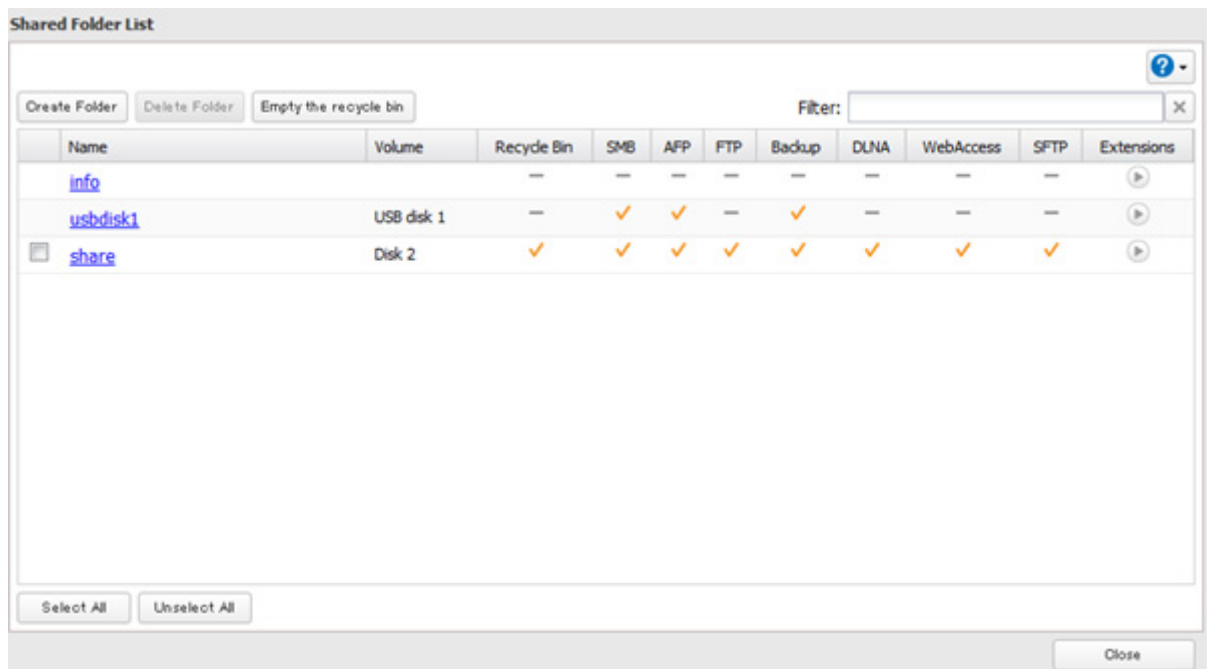 Shared Folder List
?
Create Folder Delete Folder Empty the recycle bin Filter:
Name Volume Recycle Bin SMB AFP FTP Backup DLNA WebAccess SFTP Extensions
info
usbdisk1 USB disk 1
share Disk 2
Select All Unselect All
Close